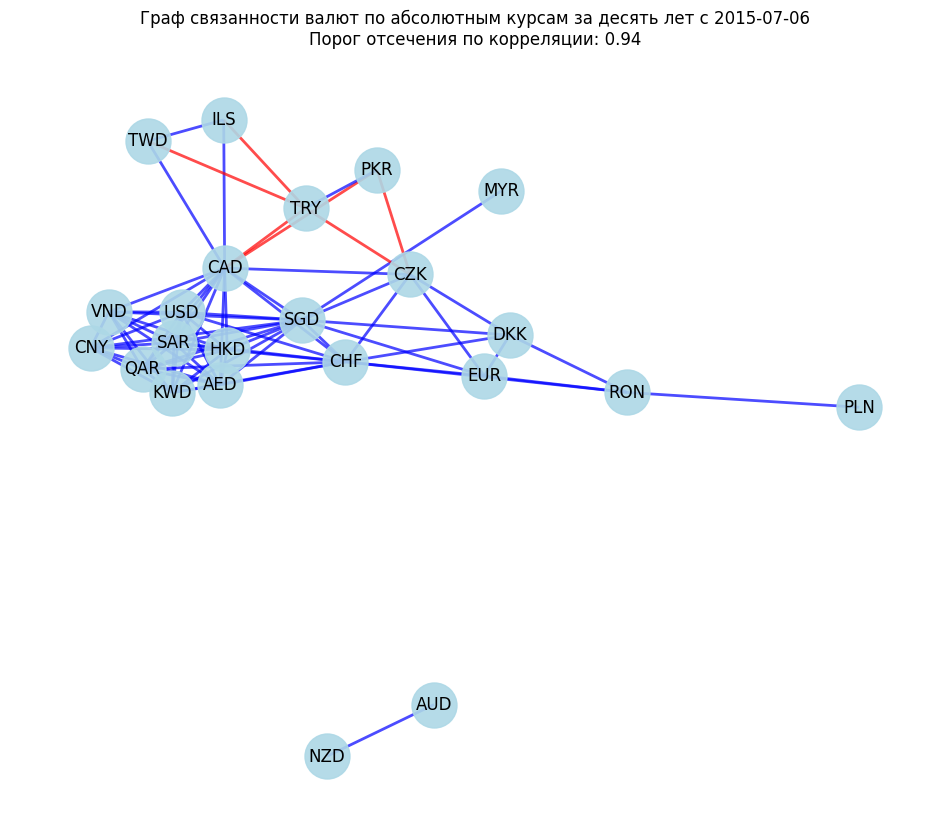 Граф связанности валют по абсолютным курсам за десять лет с 2015-07-06
Порог отсечения по корреляции: 0.94
ILS
TWD
PKR
MYR
TRY
CAD
CZK
VND
USD
SGD
DKK
SAR
CNY
HKD
CHF
QAR
EUR
AED
KWD
RON
PLN
AUD
NZD